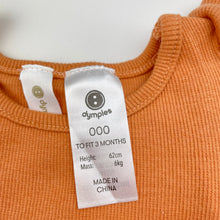 dymples
000
TO FIT 3 MONTHS
Height: 62cm
Mass: 6kg
MADE IN
CHINA